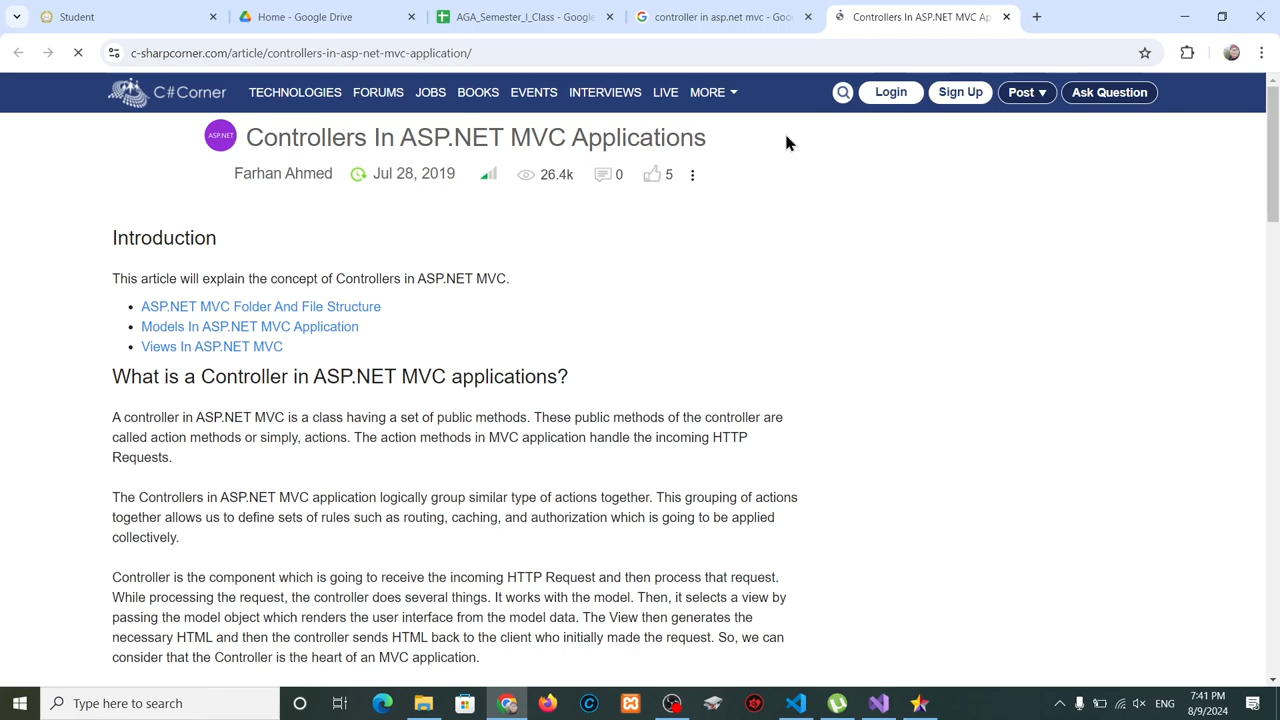 Student
Home - Google Drive
AGA_Semester_I_Class - Google
controller in asp.net mvc - Goo
Controllers In ASP.NET MVC Ap
c-sharpcorner.com/article/controllers-in-asp-net-mvc-application/
C#Corner
TECHNOLOGIES FORUMS JOBS BOOKS EVENTS INTERVIEWS LIVE MORE
Login Sign Up Post Ask Question
ASP.NET
Controllers In ASP.NET MVC Applications
Farhan Ahmed Jul 28, 2019 26.4k 0 5
Introduction
This article will explain the concept of Controllers in ASP.NET MVC.
• ASP.NET MVC Folder And File Structure
• Models In ASP.NET MVC Application
• Views In ASP.NET MVC
What is a Controller in ASP.NET MVC applications?
A controller in ASP.NET MVC is a class having a set of public methods. These public methods of the controller are
called action methods or simply, actions. The action methods in MVC application handle the incoming HTTP
Requests.
The Controllers in ASP.NET MVC application logically group similar type of actions together. This grouping of actions
together allows us to define sets of rules such as routing, caching, and authorization which is going to be applied
collectively.
Controller is the component which is going to receive the incoming HTTP Request and then process that request.
While processing the request, the controller does several things. It works with the model. Then, it selects a view by
passing the model object which renders the user interface from the model data. The View then generates the
necessary HTML and then the controller sends HTML back to the client who initially made the request. So, we can
consider that the Controller is the heart of an MVC application.
Type here to search
ENG
7:41 PM
8/9/2024